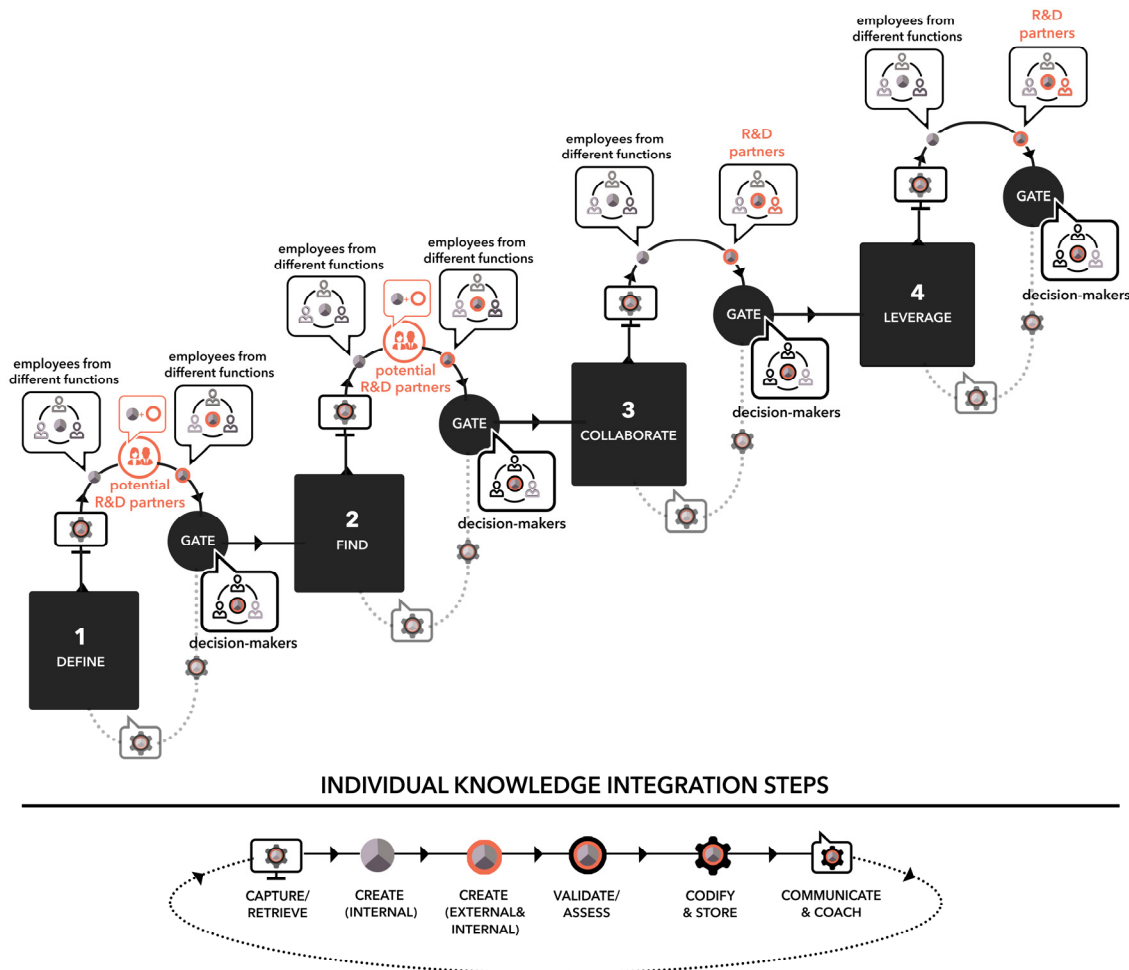 employees from
different functions
R&D
partners
GATE
decision-makers
4
LEVERAGE
employees from
different functions
R&D
partners
GATE
decision-makers
3
COLLABORATE
employees from
different functions
employees from
different functions
+
potential
R&D partners
GATE
decision-makers
2
FIND
employees from
different functions
employees from
different functions
+
potential
R&D partners
GATE
decision-makers
1
DEFINE
INDIVIDUAL KNOWLEDGE INTEGRATION STEPS
CAPTURE/
RETRIEVE
CREATE
(INTERNAL)
CREATE
(EXTERNAL&
INTERNAL)
VALIDATE/
ASSESS
CODIFY
& STORE
COMMUNICATE
& COACH